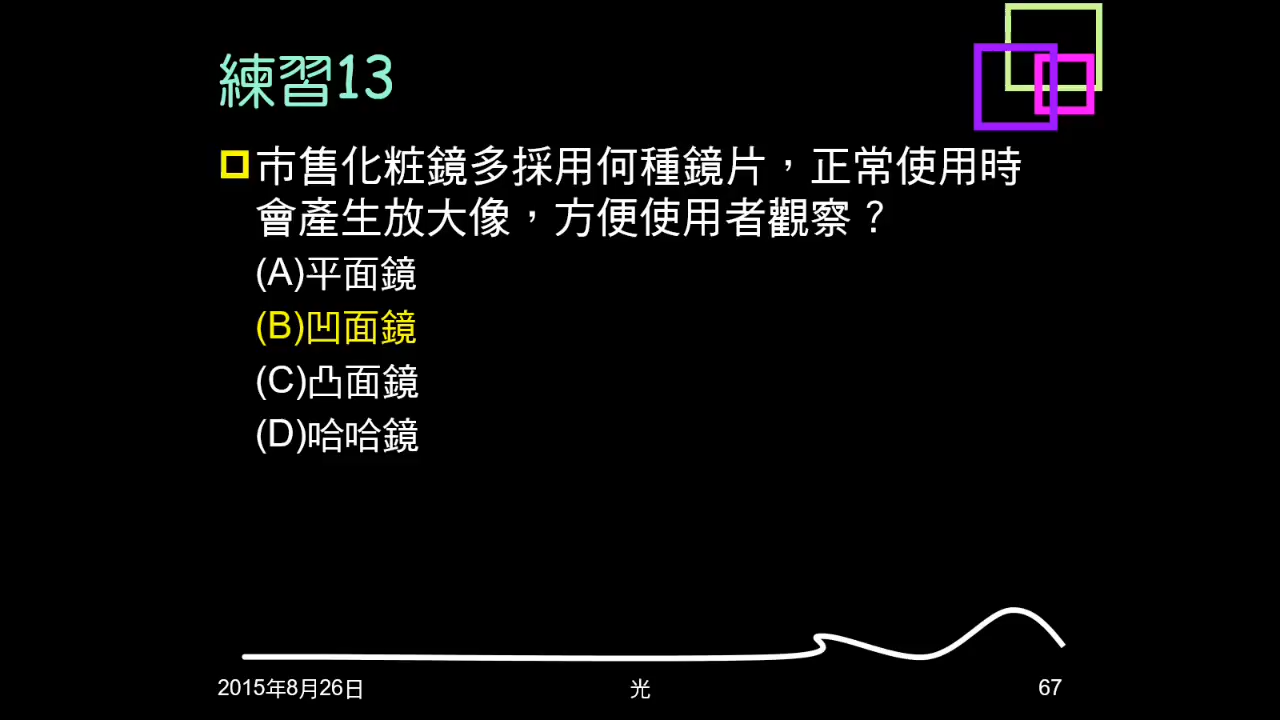 練習13
市售化粧鏡多採用何種鏡片，正常使用時
會產生放大像，方便使用者觀察？
(A)平面鏡
(B)凹面鏡
(C)凸面鏡
(D)哈哈鏡
2015年8月26日
光
67